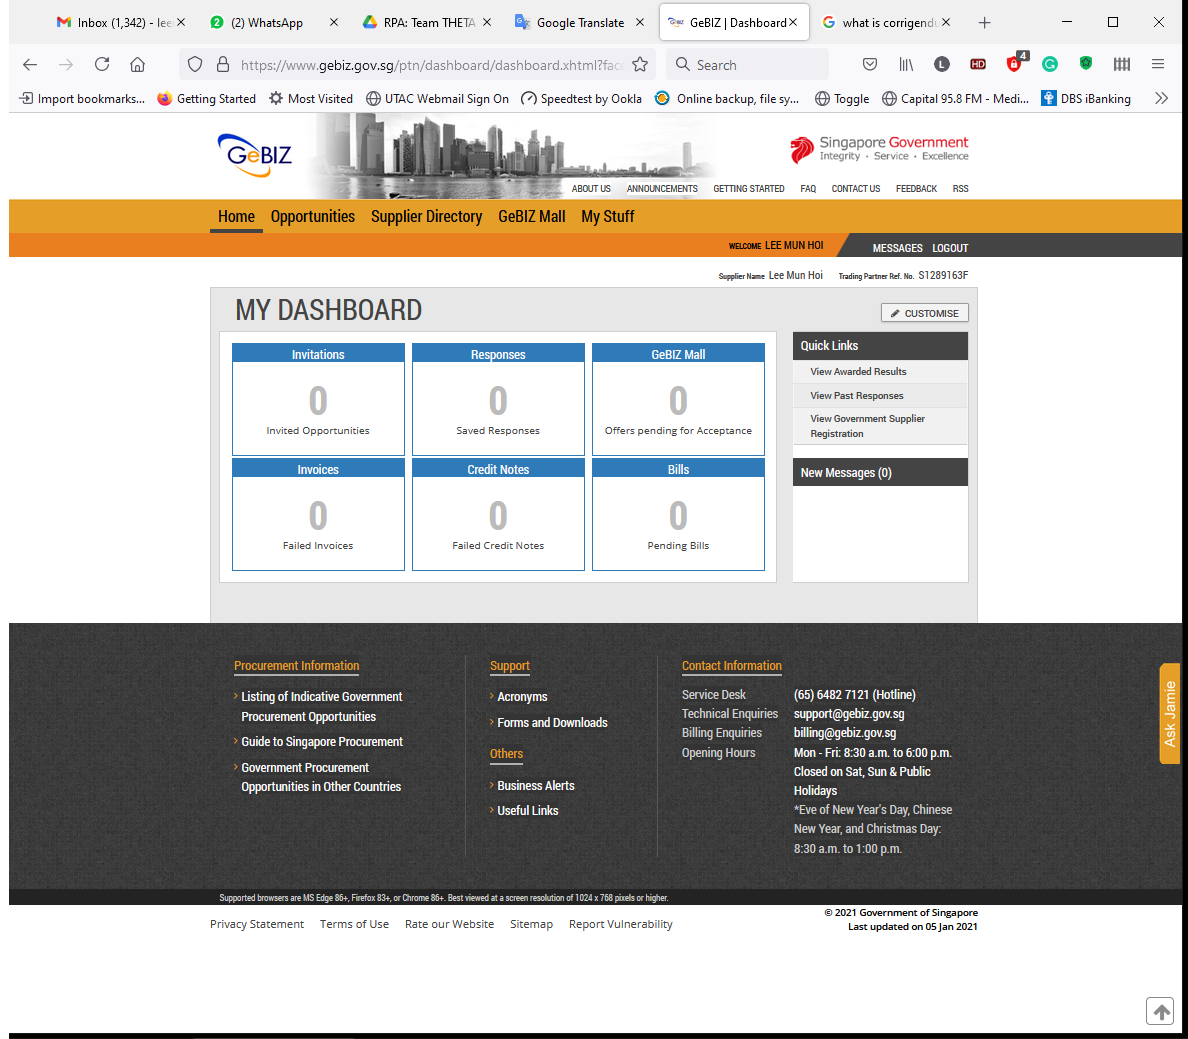 Inbox (1,342) - lee
(2) WhatsApp
RPA: Team THETA
Google Translate
GeBIZ | Dashboard
what is corrigendu
https://www.gebiz.gov.sg/ptn/dashboard/dashboard.xhtml?fac
Search
L
HD
4
G
Import bookmarks...
Getting Started
Most Visited
UTAC Webmail Sign On
Speedtest by Ookla
Online backup, file sy...
Toggle
Capital 95.8 FM - Medi...
DBS iBanking
GeBIZ
Singapore Government
Integrity · Service · Excellence
ABOUT US ANNOUNCEMENTS GETTING STARTED FAQ CONTACT US FEEDBACK RSS
Home Opportunities Supplier Directory GeBIZ Mall My Stuff
WELCOME LEE MUN HOI
MESSAGES LOGOUT
Supplier Name Lee Mun Hoi Trading Partner Ref. No. S1289163F
MY DASHBOARD
CUSTOMISE
Invitations
0
Invited Opportunities
Responses
0
Saved Responses
GeBIZ Mall
0
Offers pending for Acceptance
Invoices
0
Failed Invoices
Credit Notes
0
Failed Credit Notes
Bills
0
Pending Bills
Quick Links
View Awarded Results
View Past Responses
View Government Supplier
Registration
New Messages (0)
Procurement Information
Listing of Indicative Government
Procurement Opportunities
Guide to Singapore Procurement
Government Procurement
Opportunities in Other Countries
Support
Acronyms
Forms and Downloads
Others
Business Alerts
Useful Links
Contact Information
Service Desk (65) 6482 7121 (Hotline)
Technical Enquiries support@gebiz.gov.sg
Billing Enquiries billing@gebiz.gov.sg
Opening Hours Mon - Fri: 8:30 a.m. to 6:00 p.m.
Closed on Sat, Sun & Public
Holidays
*Eve of New Year's Day, Chinese
New Year, and Christmas Day:
8:30 a.m. to 1:00 p.m.
Ask Jamie
Supported browsers are MS Edge 86+, Firefox 83+, or Chrome 86+. Best viewed at a screen resolution of 1024 x 768 pixels or higher.
Privacy Statement Terms of Use Rate our Website Sitemap Report Vulnerability
© 2021 Government of Singapore
Last updated on 05 Jan 2021